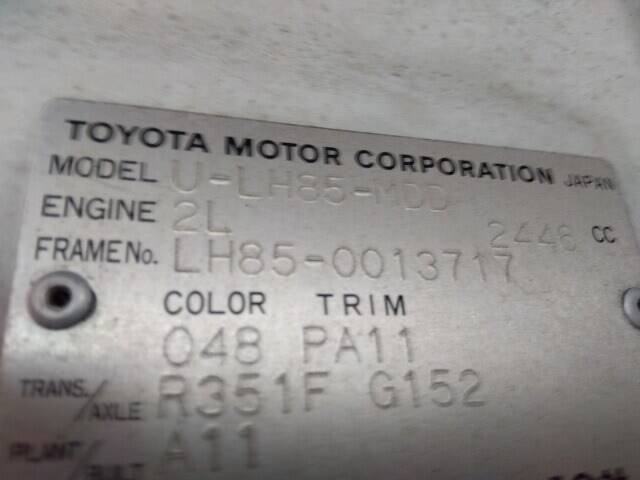 TOYOTA MOTOR CORPORATION JAPAN
MODEL U-LH85-MDD
ENGINE 2L 2446 CC
FRAME No. LH85-0013717
COLOR TRIM
048 PA11
TRANS./AXLE R351F G152
PLANT/BUILT A11